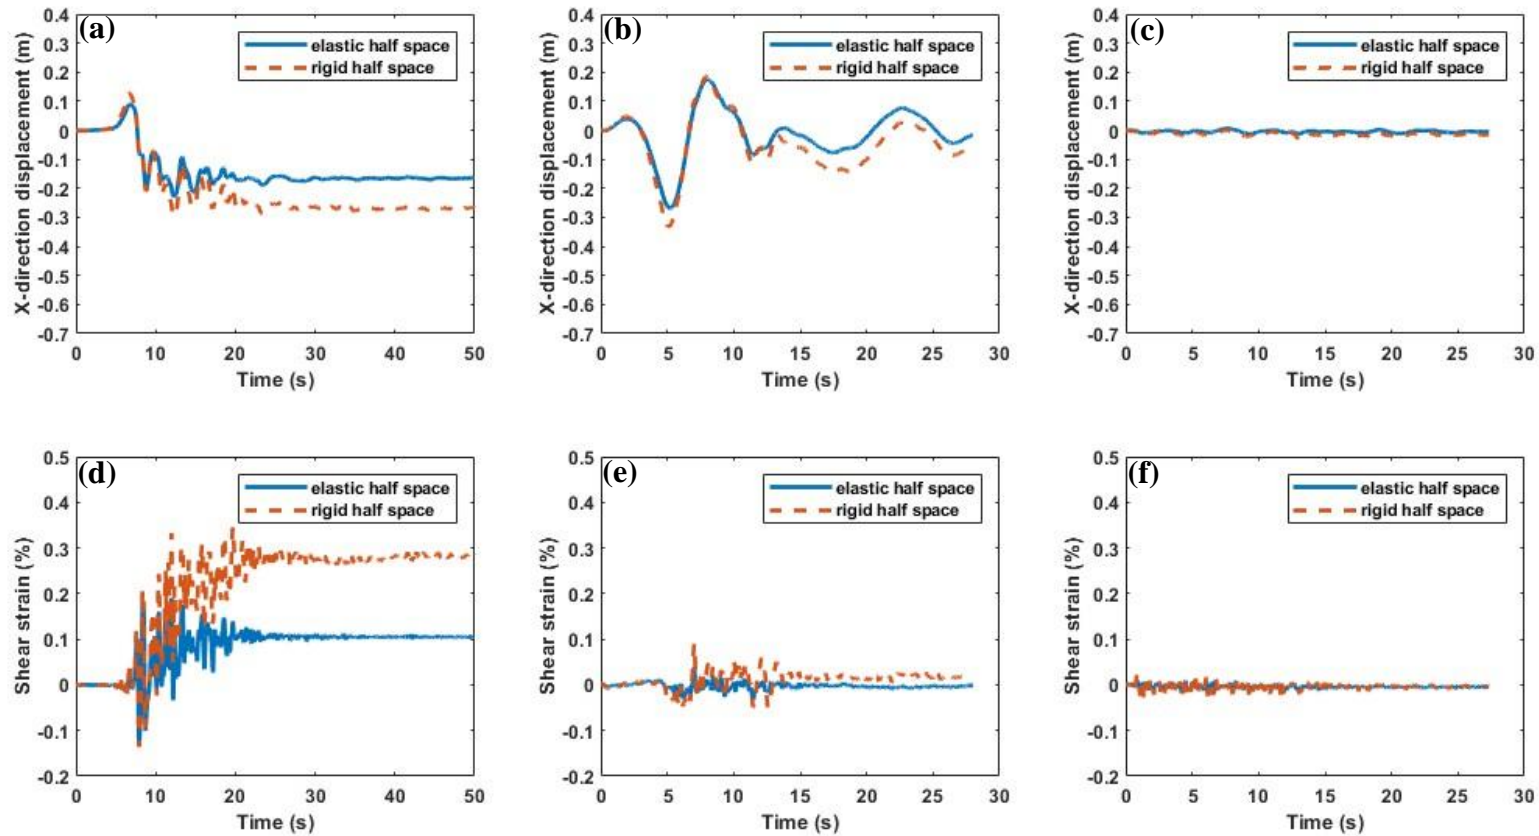 (a)
elastic half space
rigid half space
X-direction displacement (m)
0.4
0.3
0.2
0.1
0
-0.1
-0.2
-0.3
-0.4
-0.5
-0.6
-0.7
0 10 20 30 40 50
Time (s)
(b)
elastic half space
rigid half space
X-direction displacement (m)
0.4
0.3
0.2
0.1
0
-0.1
-0.2
-0.3
-0.4
-0.5
-0.6
-0.7
0 5 10 15 20 25 30
Time (s)
(c)
elastic half space
rigid half space
X-direction displacement (m)
0.4
0.3
0.2
0.1
0
-0.1
-0.2
-0.3
-0.4
-0.5
-0.6
-0.7
0 5 10 15 20 25 30
Time (s)
(d)
elastic half space
rigid half space
Shear strain (%)
0.5
0.4
0.3
0.2
0.1
0
-0.1
-0.2
0 10 20 30 40 50
Time (s)
(e)
elastic half space
rigid half space
Shear strain (%)
0.5
0.4
0.3
0.2
0.1
0
-0.1
-0.2
0 5 10 15 20 25 30
Time (s)
(f)
elastic half space
rigid half space
Shear strain (%)
0.5
0.4
0.3
0.2
0.1
0
-0.1
-0.2
0 5 10 15 20 25 30
Time (s)